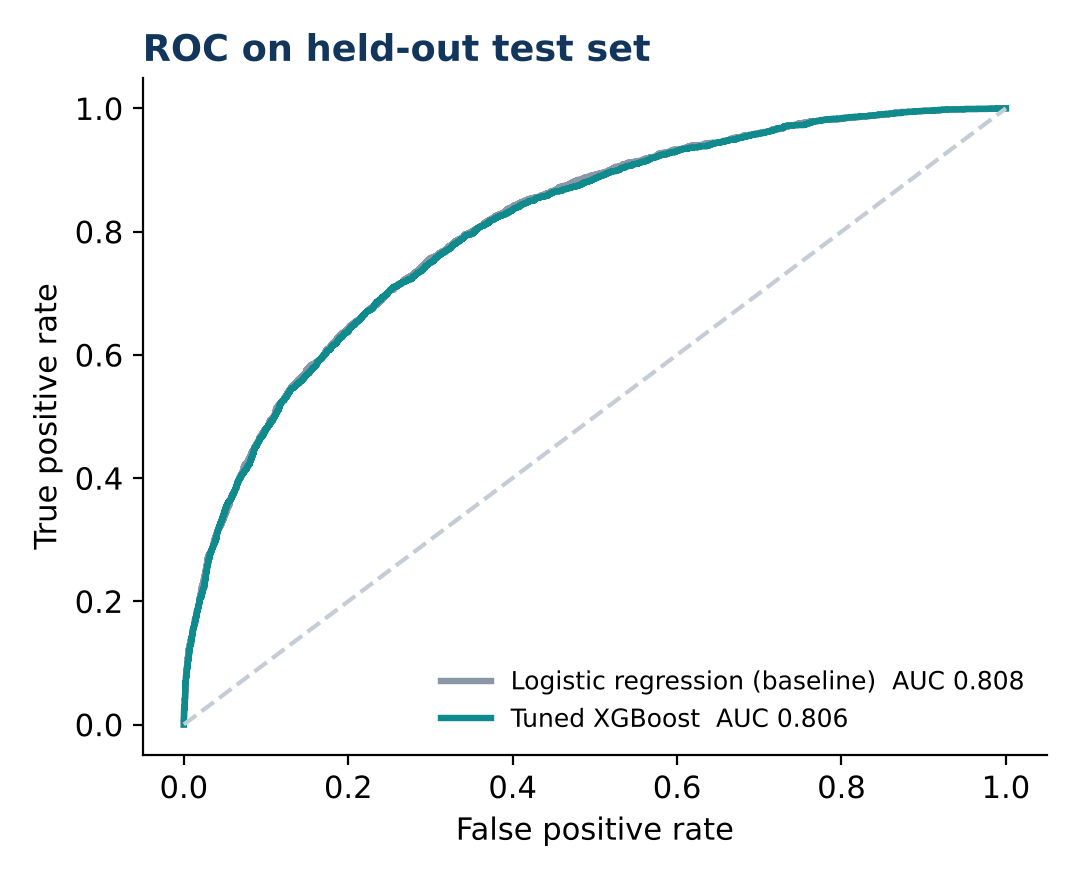 ROC on held-out test set
True positive rate
1.0
0.8
0.6
0.4
0.2
0.0
Logistic regression (baseline)  AUC 0.808
Tuned XGBoost  AUC 0.806
0.0 0.2 0.4 0.6 0.8 1.0
False positive rate